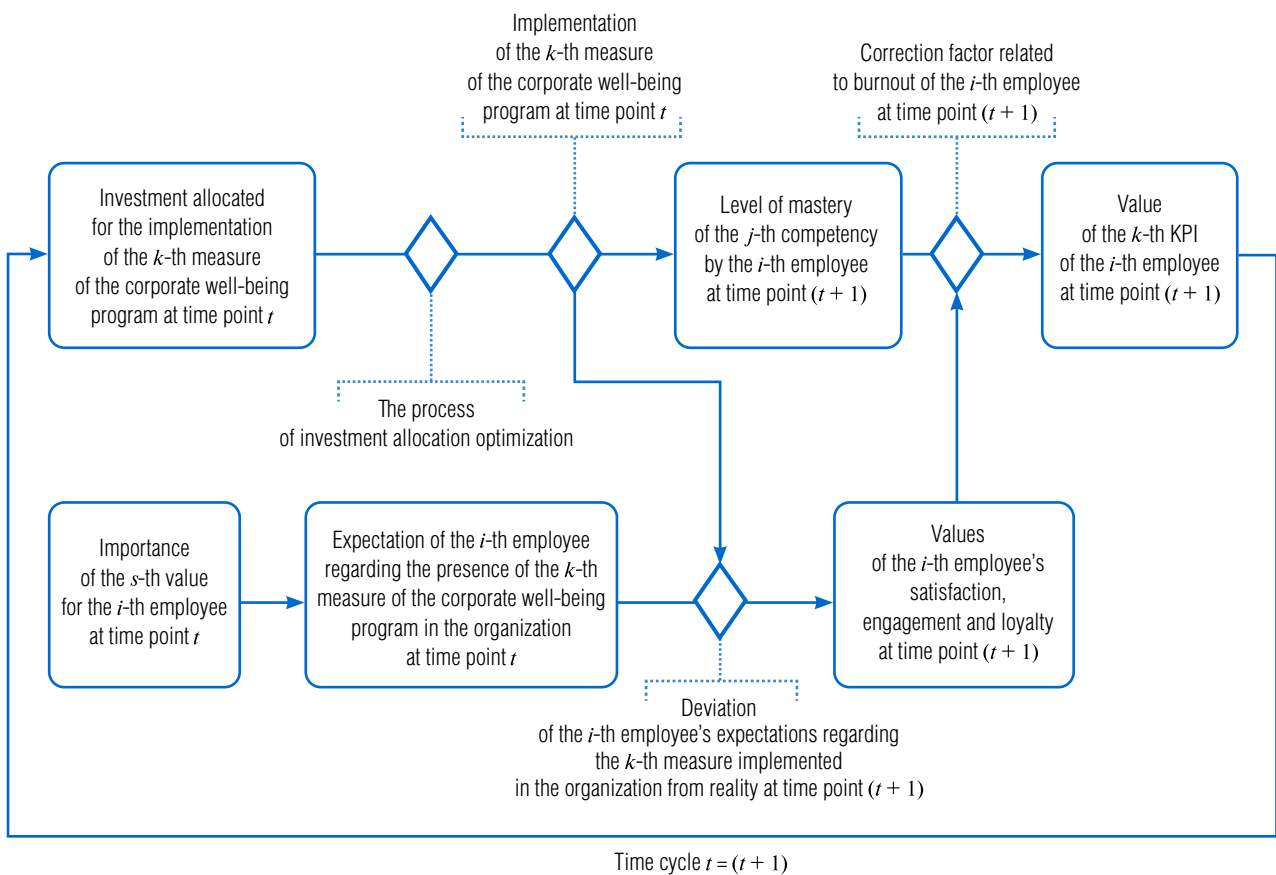 Implementation
of the k-th measure
of the corporate well-being
program at time point t
Correction factor related
to burnout of the i-th employee
at time point (t + 1)
Investment allocated
for the implementation
of the k-th measure
of the corporate well-being
program at time point t
Level of mastery
of the j-th competency
by the i-th employee
at time point (t + 1)
Value
of the k-th KPI
of the i-th employee
at time point (t + 1)
The process
of investment allocation optimization
Importance
of the s-th value
for the i-th employee
at time point t
Expectation of the i-th employee
regarding the presence of the k-th
measure of the corporate well-being
program in the organization
at time point t
Values
of the i-th employee’s
satisfaction,
engagement and loyalty
at time point (t + 1)
Deviation
of the i-th employee’s expectations regarding
the k-th measure implemented
in the organization from reality at time point (t + 1)
Time cycle t = (t + 1)